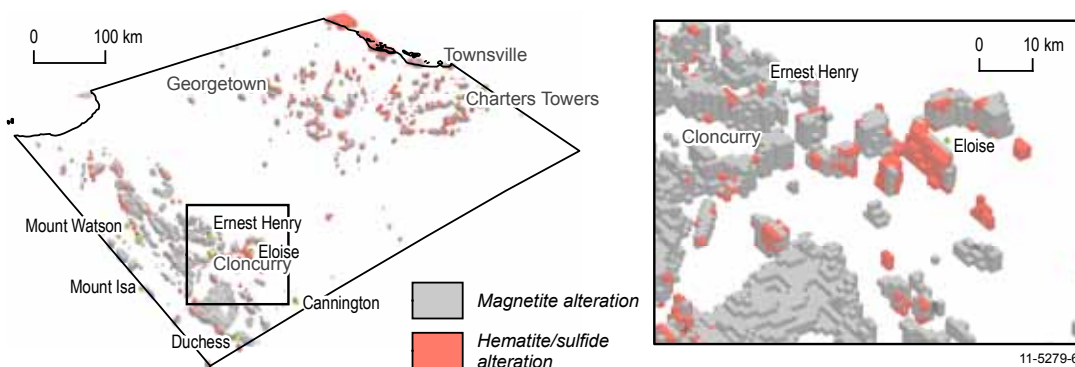 0 100 km
Townsville
Georgetown
Charters Towers
Mount Watson
Ernest Henry
Eloise
Cloncurry
Mount Isa
Cannington
Duchess
Magnetite alteration
Hematite/sulfide
alteration
0 10 km
Ernest Henry
Cloncurry
Eloise
11-5279-6